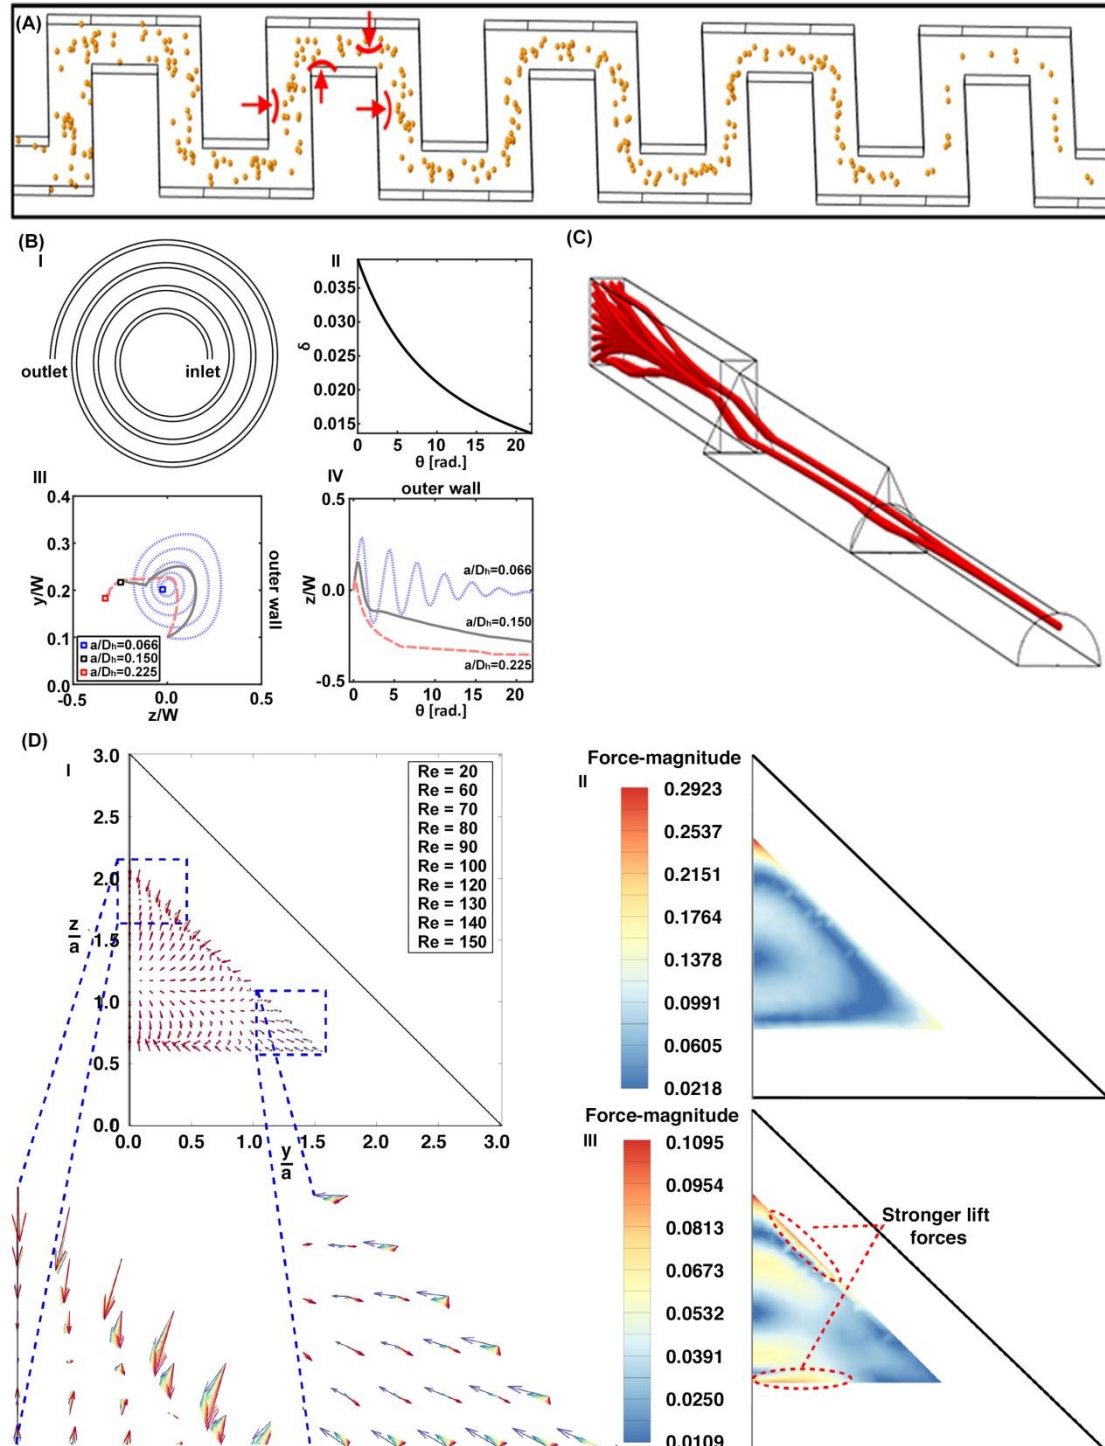 (A)
(B)
I
outlet
inlet
II
0.035
0.030
0.025
0.020
0.015
δ
0
5
10
15
20
θ [rad.]
(C)
III
0.4
0.3
0.2
0.1
0.0
y/W
a/Dh=0.066
a/Dh=0.150
a/Dh=0.225
-0.5
0.0
0.5
z/W
outer wall
IV
outer wall
0.5
0.0
-0.5
z/W
a/Dh=0.066
a/Dh=0.150
a/Dh=0.225
0
5
10
15
20
θ [rad.]
(D)
I
3.0
2.5
2.0
1.5
1.0
0.5
0.0
z
a
Re = 20
Re = 60
Re = 70
Re = 80
Re = 90
Re = 100
Re = 120
Re = 130
Re = 140
Re = 150
0.0
0.5
1.0
1.5
2.0
2.5
3.0
y
a
Force-magnitude
II
0.2923
0.2537
0.2151
0.1764
0.1378
0.0991
0.0605
0.0218
Force-magnitude
III
0.1095
0.0954
0.0813
0.0673
0.0532
0.0391
0.0250
0.0109
Stronger lift
forces